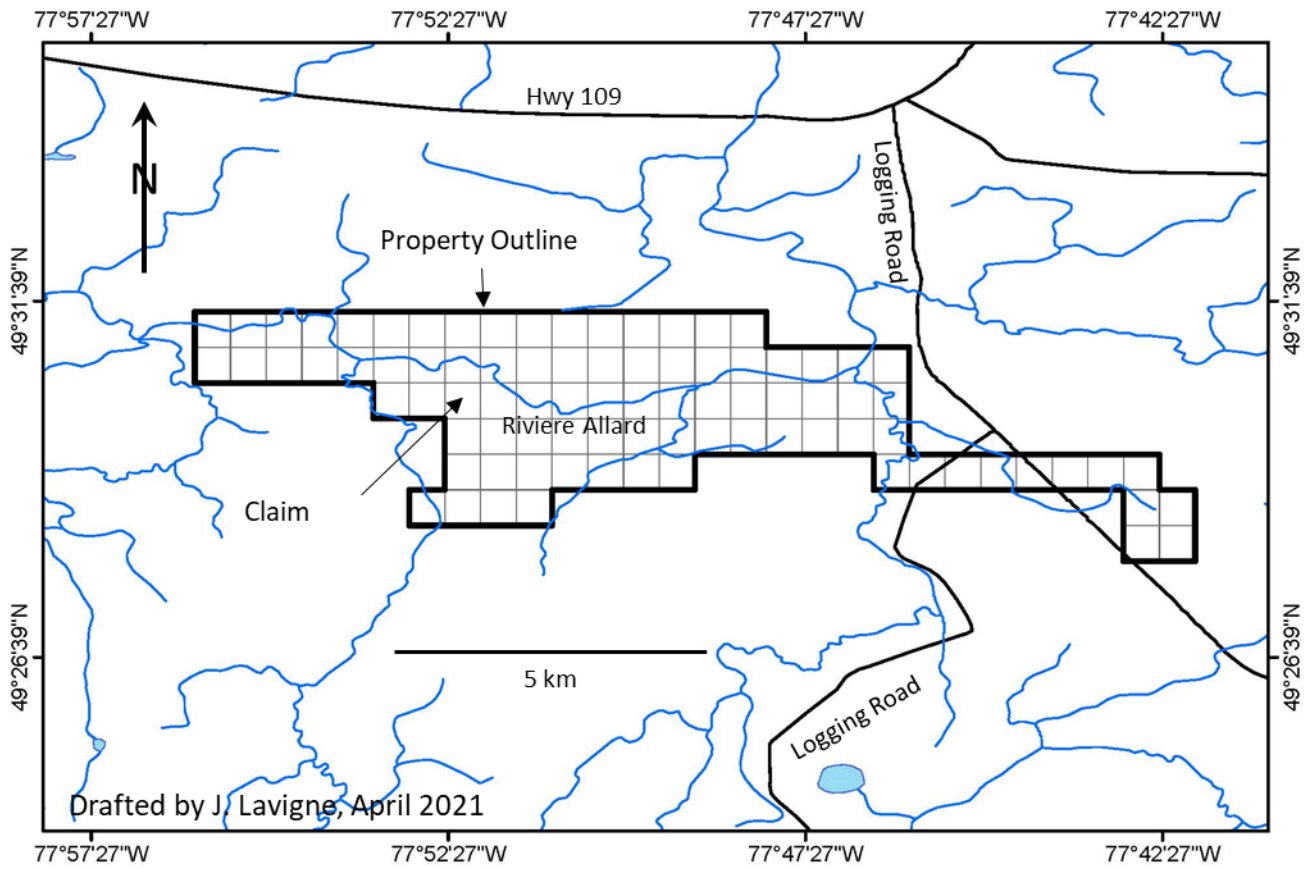 77°57'27"W 77°52'27"W 77°47'27"W 77°42'27"W
Hwy 109
N
Logging Road
Property Outline
49°31'39"N 49°31'39"N
Riviere Allard
Claim
49°26'39"N 49°26'39"N
5 km
Logging Road
Drafted by J. Lavigne, April 2021
77°57'27"W 77°52'27"W 77°47'27"W 77°42'27"W